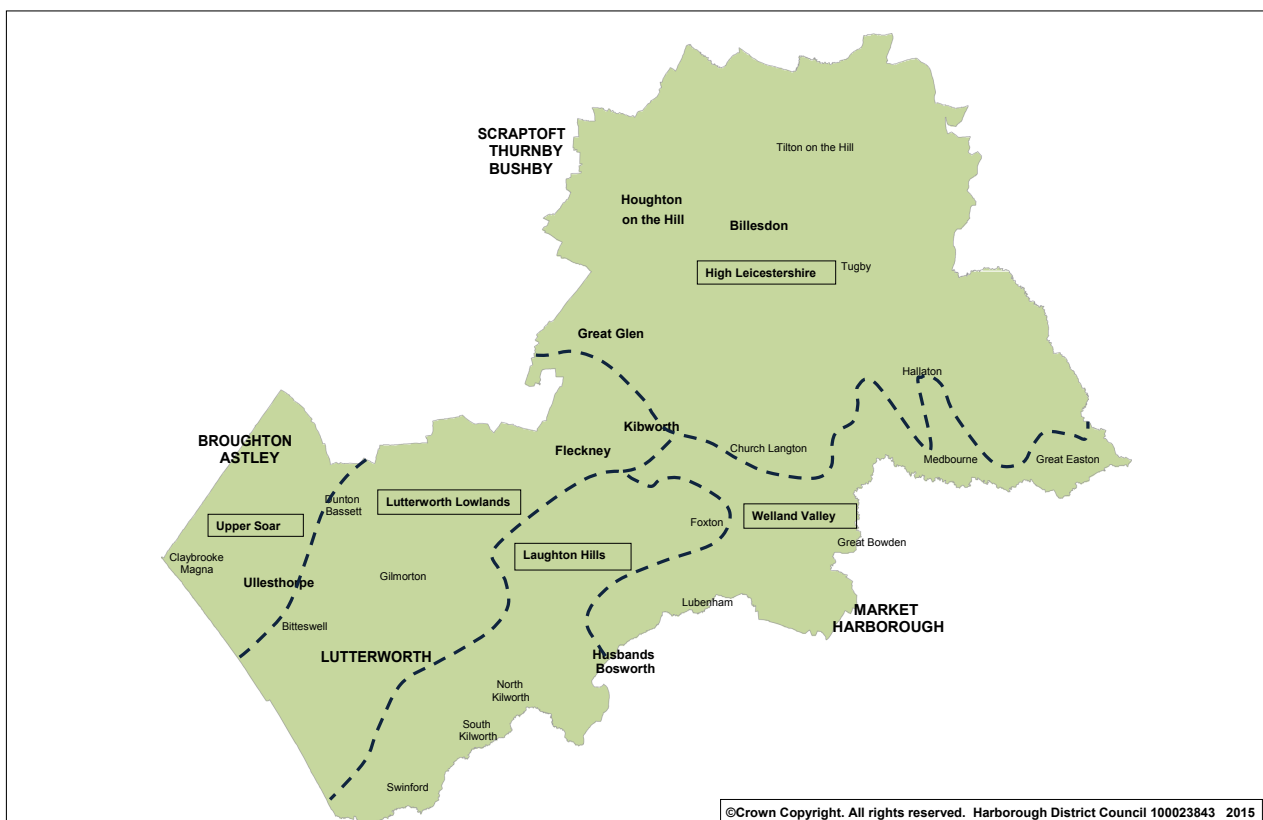 SCRAPTOFT
THURNBY
BUSHBY
Tilton on the Hill
Houghton
on the Hill
Billesdon
High Leicestershire
Tugby
Great Glen
Hallaton
Kibworth
BROUGHTON
ASTLEY
Fleckney
Church Langton
Medbourne
Great Easton
Dunton
Bassett
Lutterworth Lowlands
Upper Soar
Foxton
Welland Valley
Great Bowden
Claybrooke
Magna
Laughton Hills
Ullesthorpe
Gilmorton
Lubenham
MARKET
HARBOROUGH
Bitteswell
LUTTERWORTH
Husbands
Bosworth
North
Kilworth
South
Kilworth
Swinford
©Crown Copyright. All rights reserved. Harborough District Council 100023843 2015